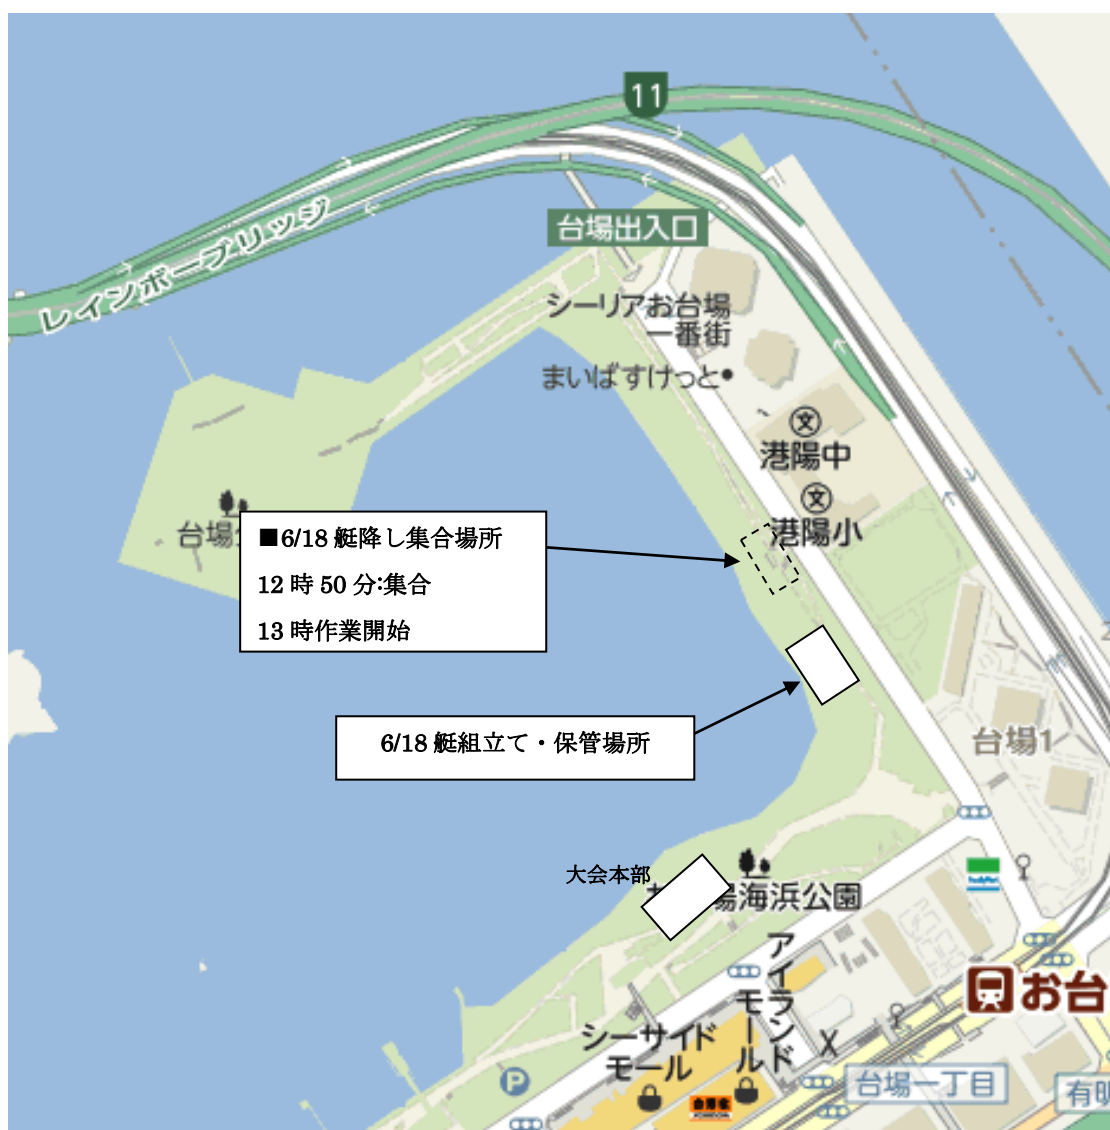 11
レインボーブリッジ
台場出入口
シーリアお台場
一番街
まいばすけっと
文
港陽中
文
港陽小
台場
■6/18 艇降し集合場所
12 時 50 分:集合
13 時作業開始
6/18 艇組立て・保管場所
台場1
大会本部
場海浜公園
アイランド
モール
お台
シーサイド
モール
P
台場一丁目
有明